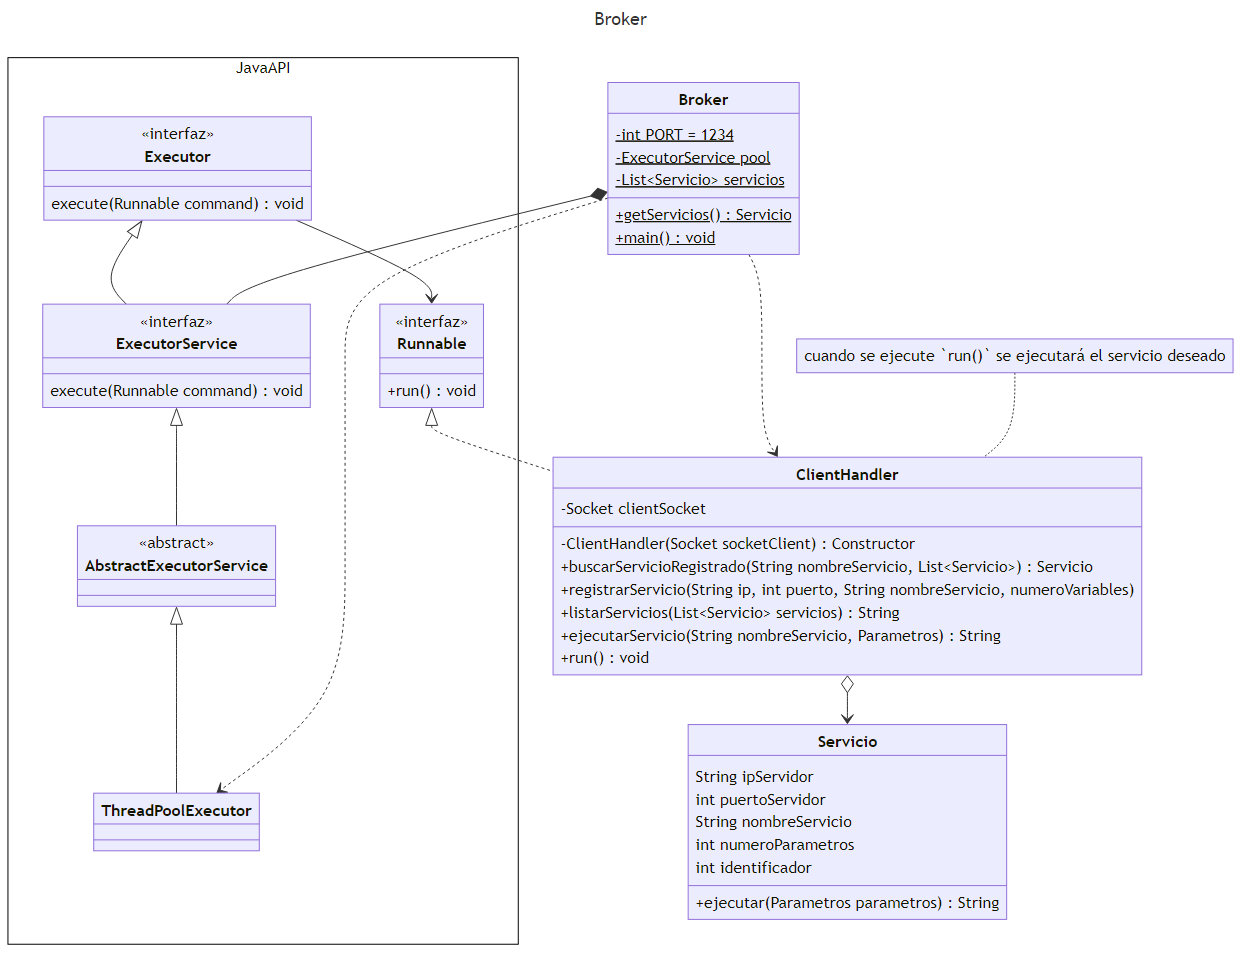 Broker
JavaAPI
«interfaz»
Executor
execute(Runnable command) : void
Broker
-int PORT = 1234
-ExecutorService pool
-List<Servicio> servicios
+getServicios() : Servicio
+main() : void
«interfaz»
ExecutorService
execute(Runnable command) : void
«interfaz»
Runnable
+run() : void
cuando se ejecute `run()` se ejecutará el servicio deseado
ClientHandler
-Socket clientSocket
-ClientHandler(Socket socketClient) : Constructor
+buscarServicioRegistrado(String nombreServicio, List<Servicio>) : Servicio
+registrarServicio(String ip, int puerto, String nombreServicio, numeroVariables)
+listarServicios(List<Servicio> servicios) : String
+ejecutarServicio(String nombreServicio, Parametros) : String
+run() : void
«abstract»
AbstractExecutorService
ThreadPoolExecutor
Servicio
String ipServidor
int puertoServidor
String nombreServicio
int numeroParametros
int identificador
+ejecutar(Parametros parametros) : String